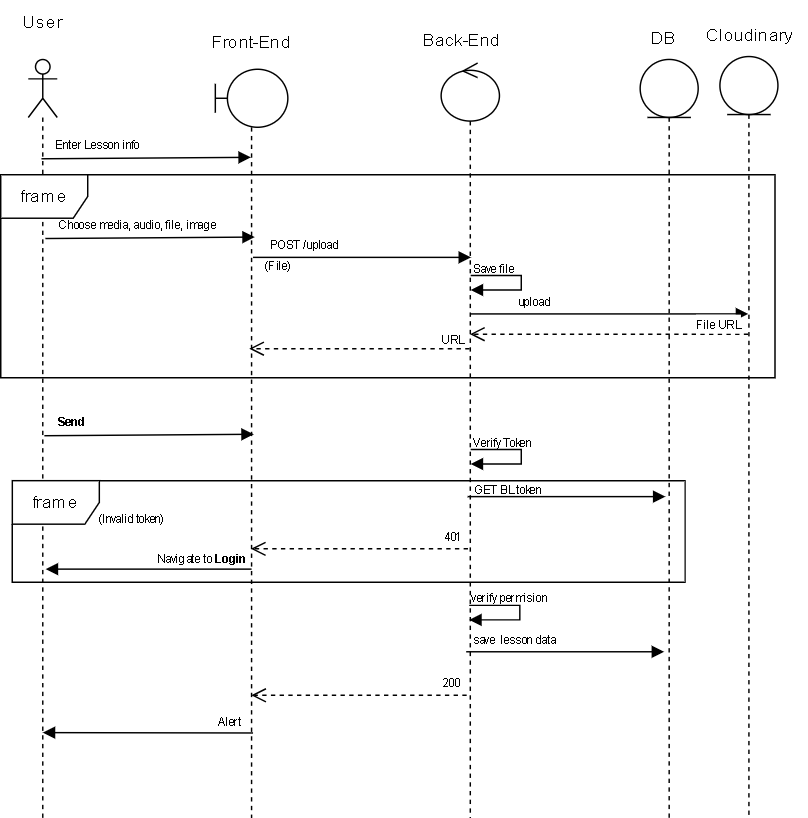 User
Front-End
Back-End
DB
Cloudinary
Enter Lesson info
frame
Choose media, audio, file, image
POST /upload
(File)
Save file
upload
File URL
URL
Send
Verify Token
frame
(Invalid token)
GET BLtoken
401
Navigate to Login
verify permision
save lesson data
200
Alert